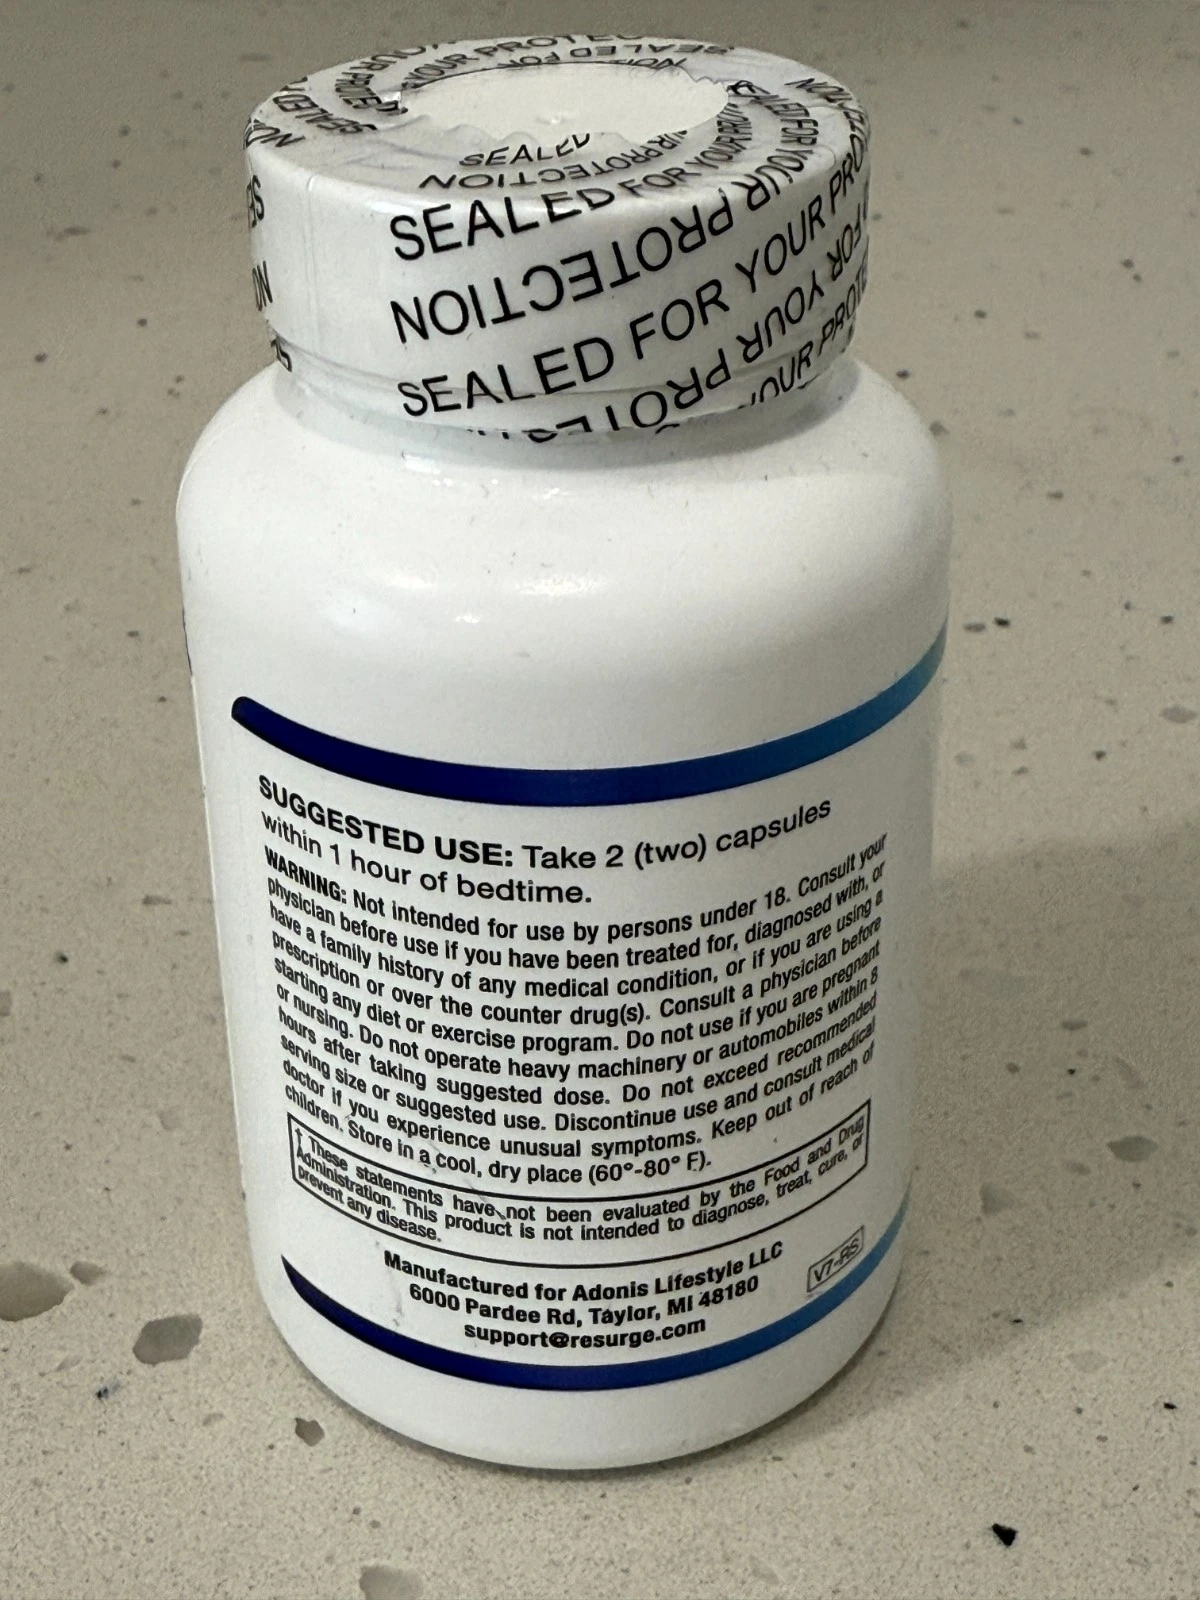 SEALED FOR YOUR PROTECTION
SEALED FOR YOUR PRO
SUGGESTED USE: Take 2 (two) capsules
within 1 hour of bedtime.
WARNING: Not intended for use by persons under 18. Consult your
physician before use if you have been treated for, diagnosed with, or
have a family history of any medical condition, or if you are using a
prescription or over the counter drug(s). Consult a physician before
starting any diet or exercise program. Do not use if you are pregnant
or nursing. Do not operate heavy machinery or automobiles within 8
hours after taking suggested dose. Do not exceed recommended
serving size or suggested use. Discontinue use and consult medical
doctor if you experience unusual symptoms. Keep out of reach of
children. Store in a cool, dry place (60°-80° F).
† These statements have not been evaluated by the Food and Drug
Administration. This product is not intended to diagnose, treat, cure, or
prevent any disease.
Manufactured for Adonis Lifestyle LLC
6000 Pardee Rd, Taylor, MI 48180
support@resurge.com
V7-RS